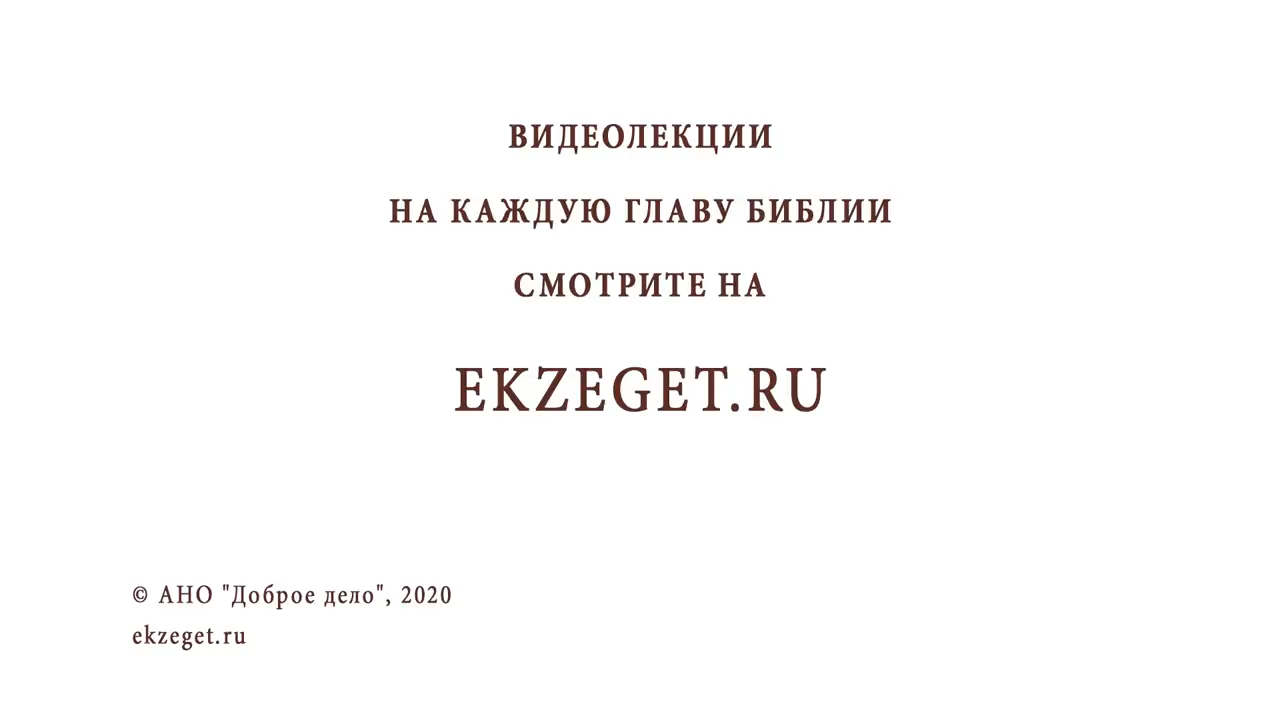 ВИДЕОЛЕКЦИИ
НА КАЖДУЮ ГЛАВУ БИБЛИИ
СМОТРИТЕ НА
EKZEGET.RU
© АНО "Доброе дело", 2020
ekzeget.ru